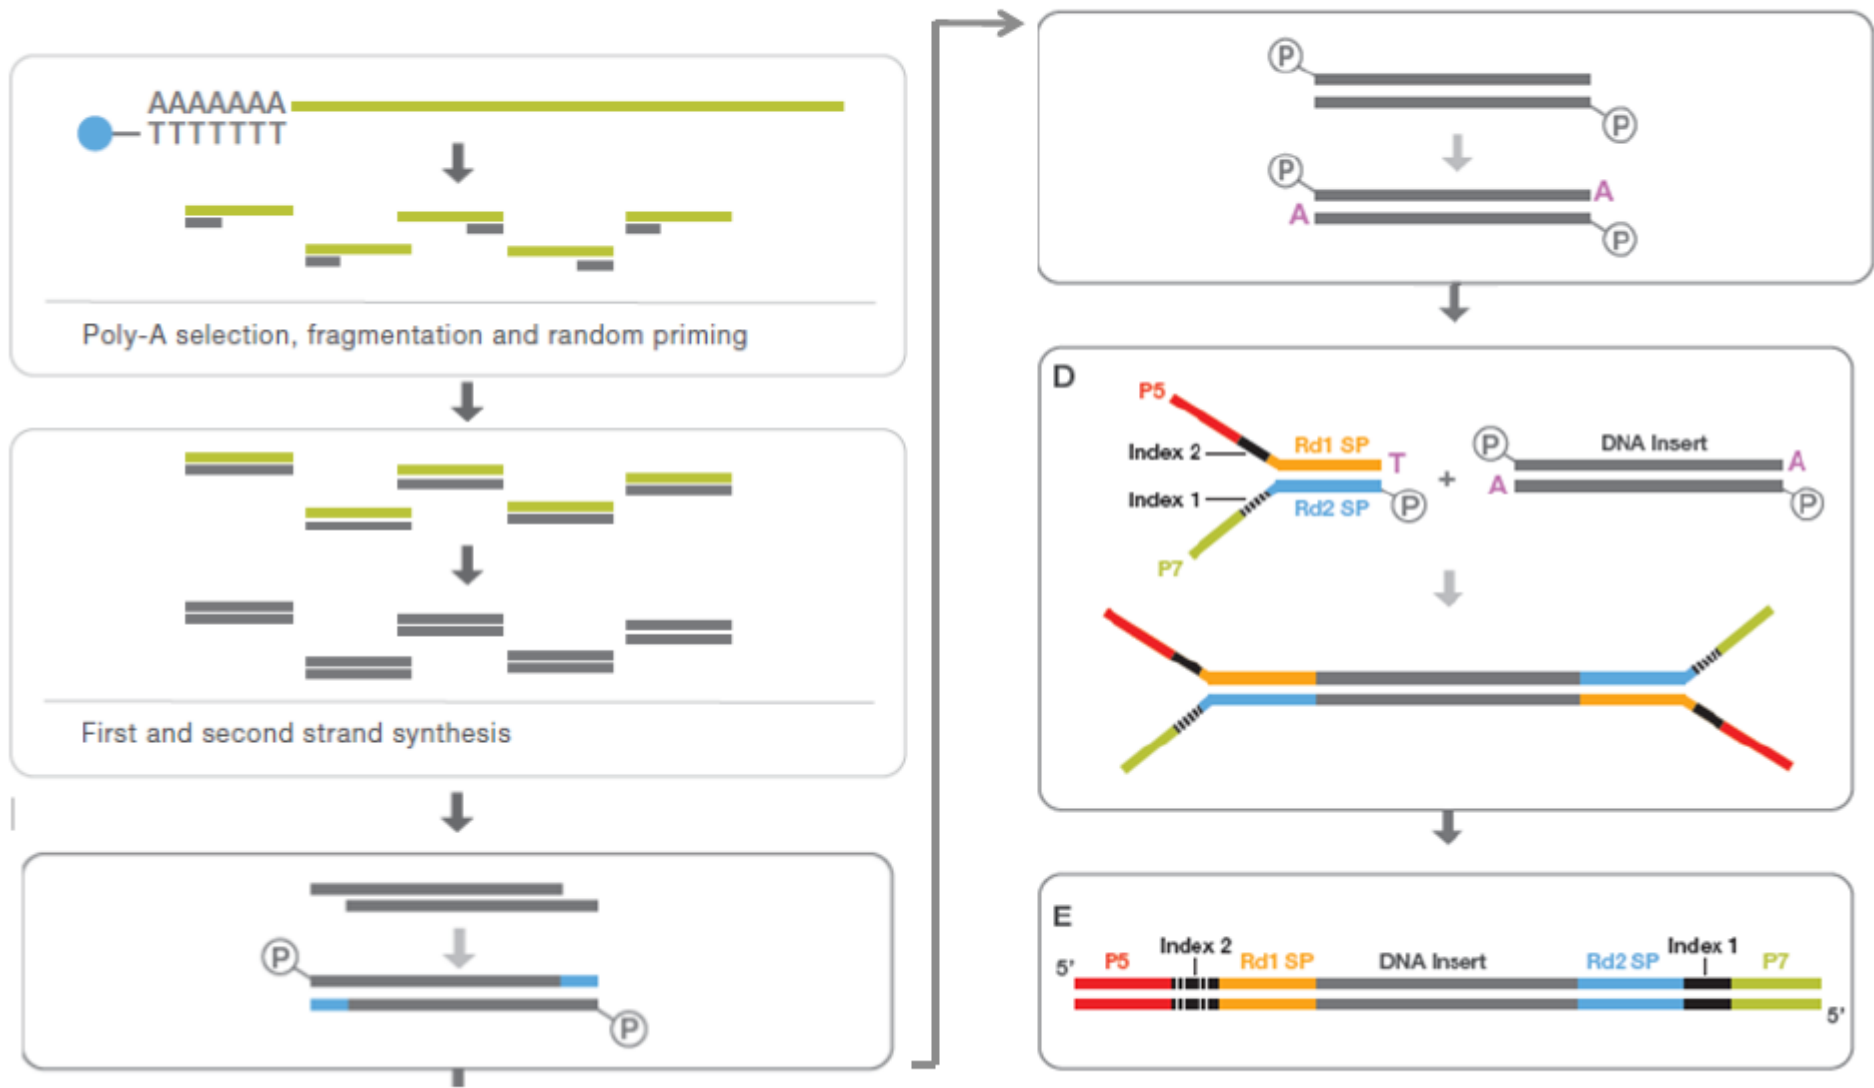 AAAAAAA
TTTTTTT
Poly-A selection, fragmentation and random priming
First and second strand synthesis
P
P
P
P
P
A
A
P
D
P5
Index 2
Rd1 SP
T
Index 1
Rd2 SP
P
P7
+
P
DNA Insert
A
A
P
E
5'
P5
Index 2
Rd1 SP
DNA Insert
Rd2 SP
Index 1
P7
5'